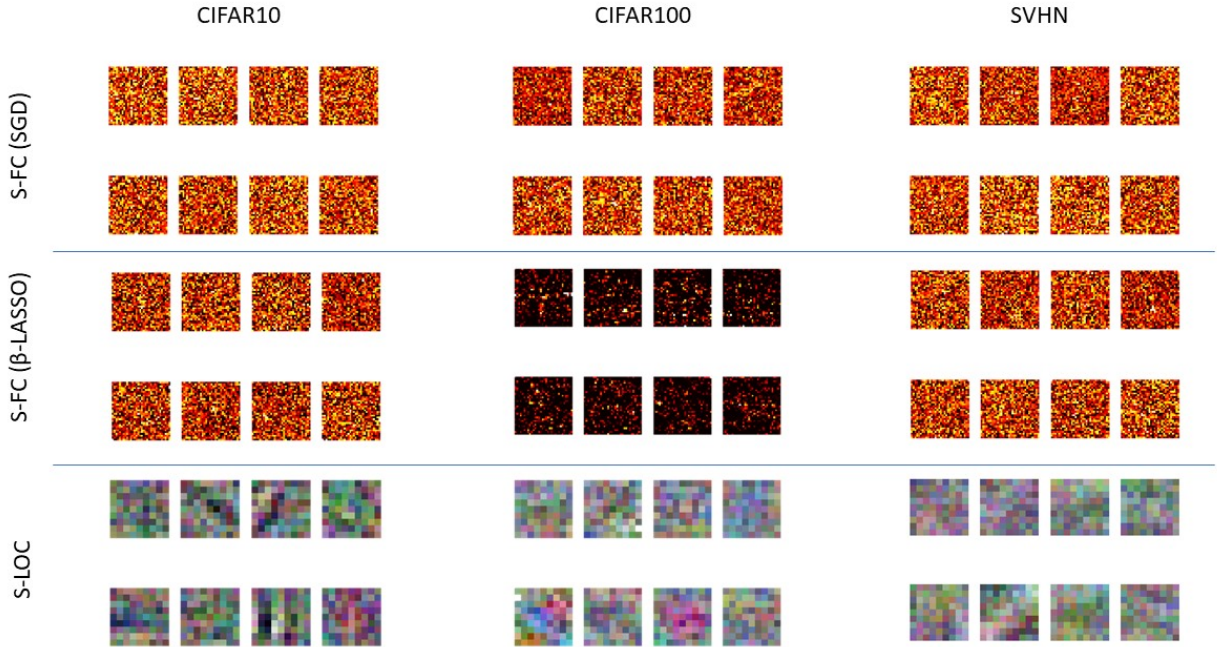 CIFAR10
CIFAR100
SVHN
S-FC (SGD)
S-FC (β-LASSO)
S-LOC